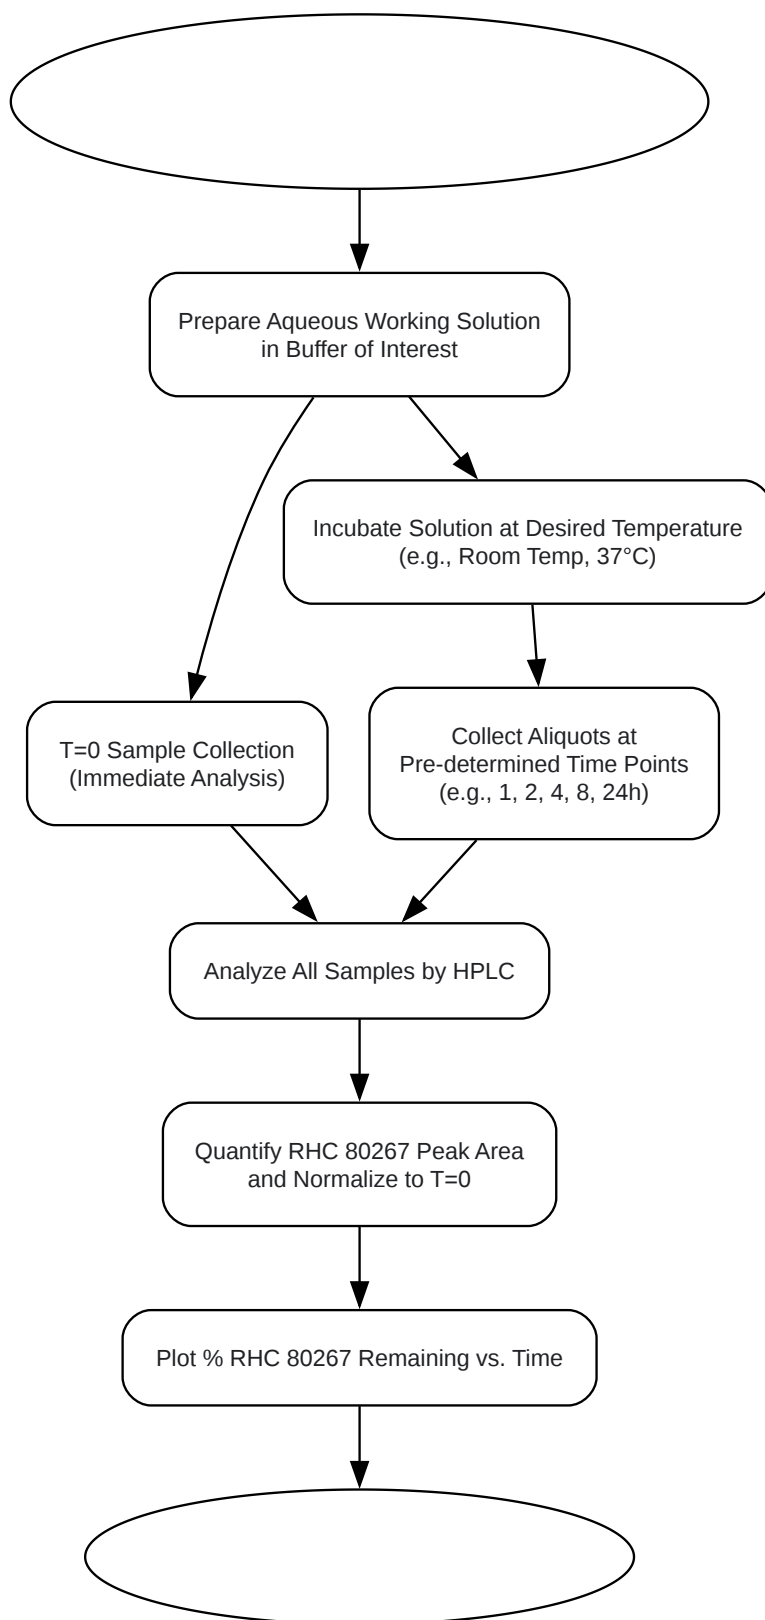 Prepare Aqueous Working Solution
in Buffer of Interest
Incubate Solution at Desired Temperature
(e.g., Room Temp, 37°C)
T=0 Sample Collection
(Immediate Analysis)
Collect Aliquots at
Pre-determined Time Points
(e.g., 1, 2, 4, 8, 24h)
Analyze All Samples by HPLC
Quantify RHC 80267 Peak Area
and Normalize to T=0
Plot % RHC 80267 Remaining vs. Time